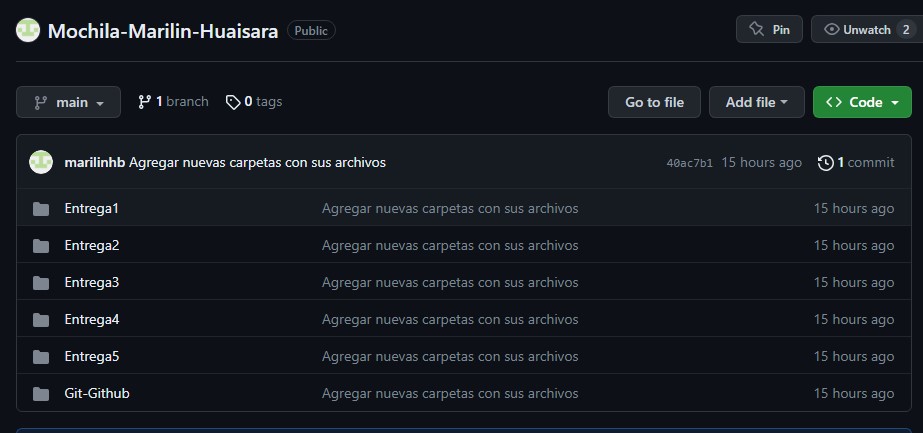 Mochila-Marilin-Huaisara Public Pin Unwatch 2
main 1 branch 0 tags Go to file Add file Code
marilinhb Agregar nuevas carpetas con sus archivos 40ac7b1 15 hours ago 1 commit
Entrega1 Agregar nuevas carpetas con sus archivos 15 hours ago
Entrega2 Agregar nuevas carpetas con sus archivos 15 hours ago
Entrega3 Agregar nuevas carpetas con sus archivos 15 hours ago
Entrega4 Agregar nuevas carpetas con sus archivos 15 hours ago
Entrega5 Agregar nuevas carpetas con sus archivos 15 hours ago
Git-Github Agregar nuevas carpetas con sus archivos 15 hours ago